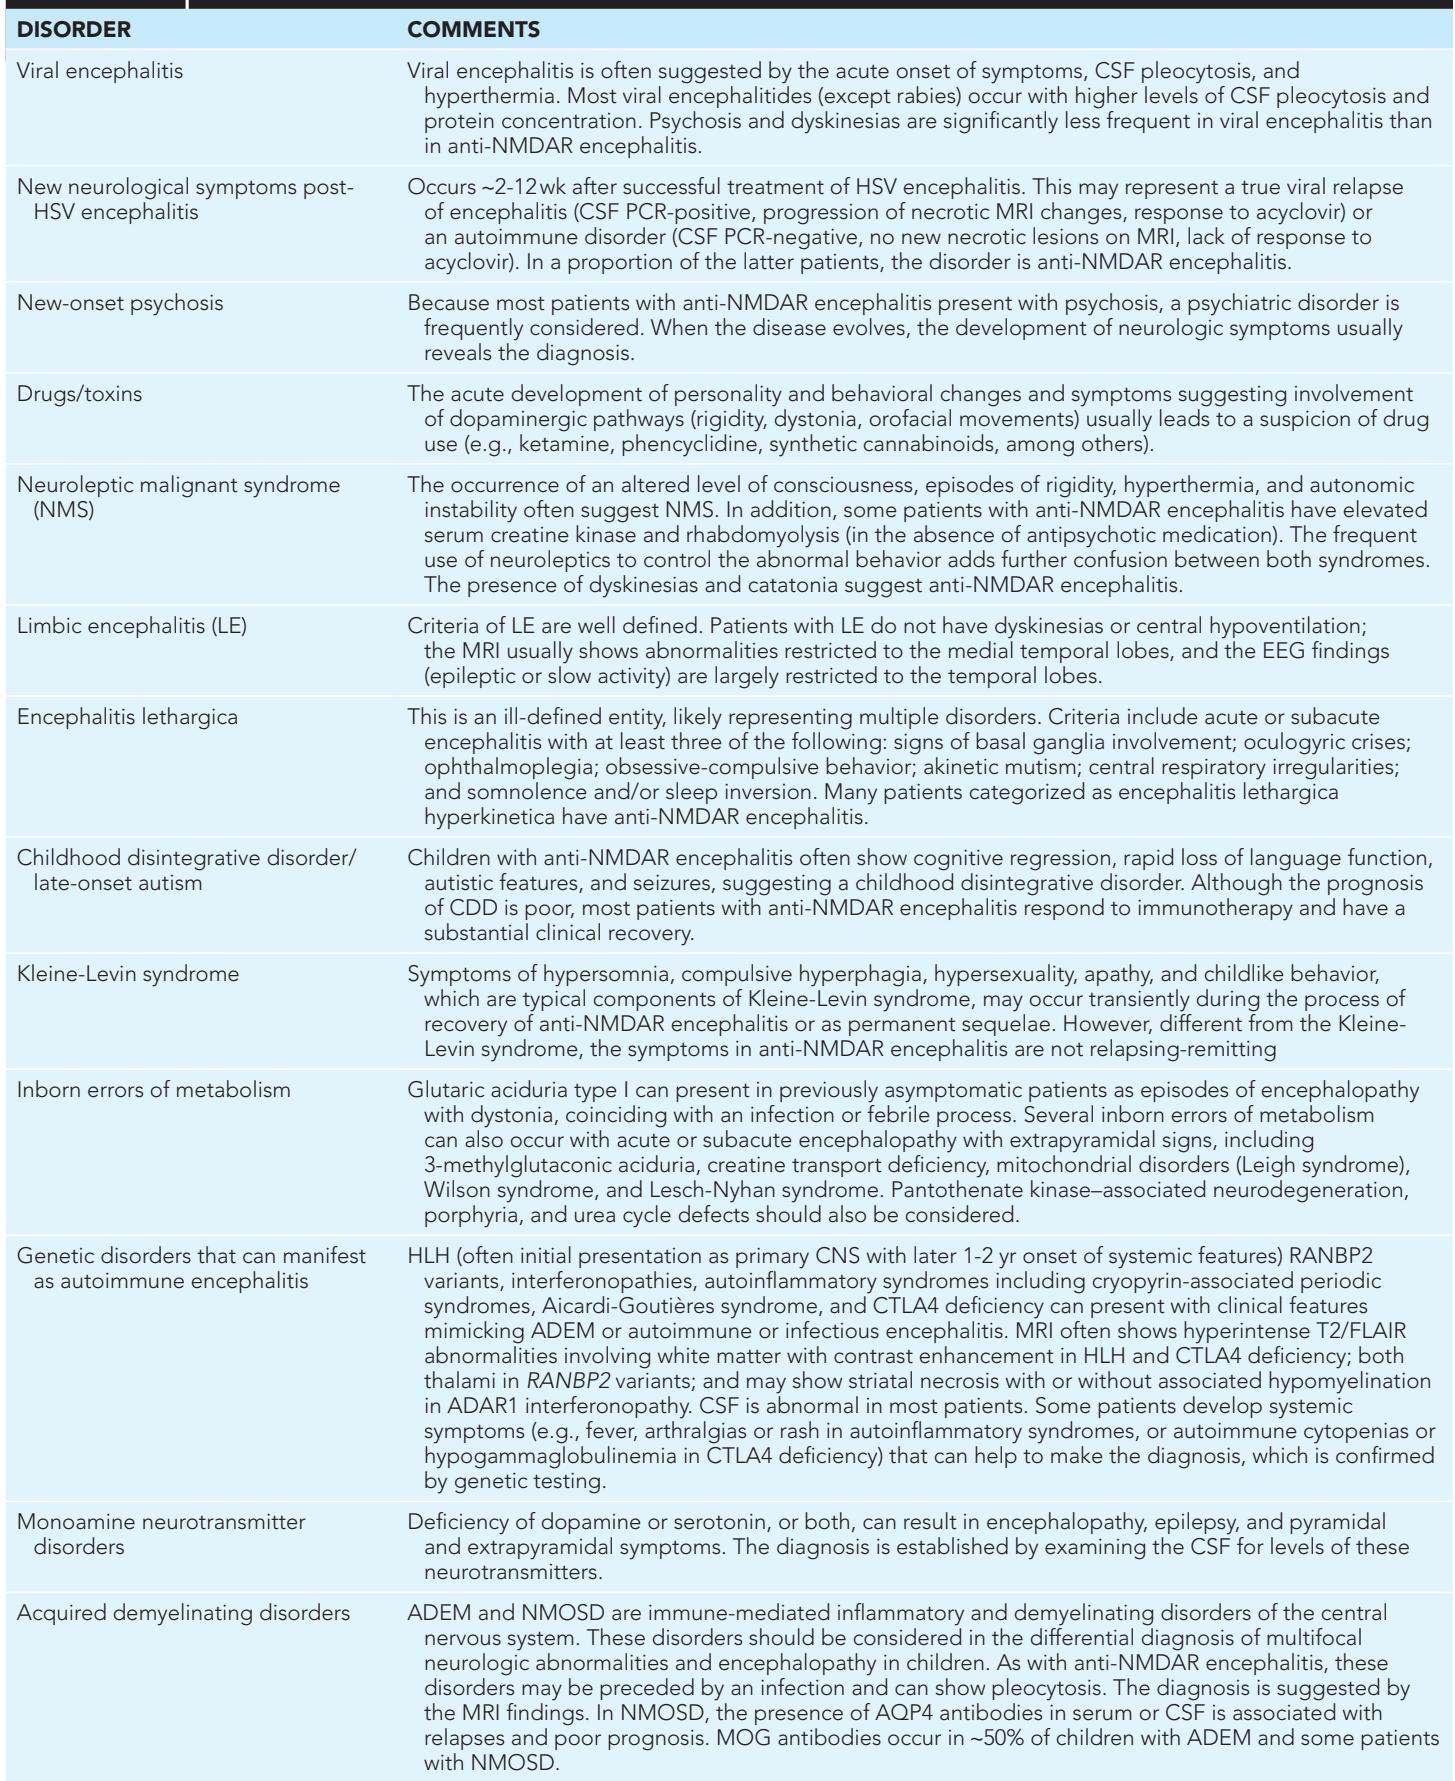 DISORDER
COMMENTS
Viral encephalitis
Viral encephalitis is often suggested by the acute onset of symptoms, CSF pleocytosis, and
hyperthermia. Most viral encephalitides (except rabies) occur with higher levels of CSF pleocytosis and
protein concentration. Psychosis and dyskinesias are significantly less frequent in viral encephalitis than
in anti-NMDAR encephalitis.
New neurological symptoms post-
HSV encephalitis
Occurs ~2-12 wk after successful treatment of HSV encephalitis. This may represent a true viral relapse
of encephalitis (CSF PCR-positive, progression of necrotic MRI changes, response to acyclovir) or
an autoimmune disorder (CSF PCR-negative, no new necrotic lesions on MRI, lack of response to
acyclovir). In a proportion of the latter patients, the disorder is anti-NMDAR encephalitis.
New-onset psychosis
Because most patients with anti-NMDAR encephalitis present with psychosis, a psychiatric disorder is
frequently considered. When the disease evolves, the development of neurologic symptoms usually
reveals the diagnosis.
Drugs/toxins
The acute development of personality and behavioral changes and symptoms suggesting involvement
of dopaminergic pathways (rigidity, dystonia, orofacial movements) usually leads to a suspicion of drug
use (e.g., ketamine, phencyclidine, synthetic cannabinoids, among others).
Neuroleptic malignant syndrome
(NMS)
The occurrence of an altered level of consciousness, episodes of rigidity, hyperthermia, and autonomic
instability often suggest NMS. In addition, some patients with anti-NMDAR encephalitis have elevated
serum creatine kinase and rhabdomyolysis (in the absence of antipsychotic medication). The frequent
use of neuroleptics to control the abnormal behavior adds further confusion between both syndromes.
The presence of dyskinesias and catatonia suggest anti-NMDAR encephalitis.
Limbic encephalitis (LE)
Criteria of LE are well defined. Patients with LE do not have dyskinesias or central hypoventilation;
the MRI usually shows abnormalities restricted to the medial temporal lobes, and the EEG findings
(epileptic or slow activity) are largely restricted to the temporal lobes.
Encephalitis lethargica
This is an ill-defined entity, likely representing multiple disorders. Criteria include acute or subacute
encephalitis with at least three of the following: signs of basal ganglia involvement; oculogyric crises;
ophthalmoplegia; obsessive-compulsive behavior; akinetic mutism; central respiratory irregularities;
and somnolence and/or sleep inversion. Many patients categorized as encephalitis lethargica
hyperkinetica have anti-NMDAR encephalitis.
Childhood disintegrative disorder/
late-onset autism
Children with anti-NMDAR encephalitis often show cognitive regression, rapid loss of language function,
autistic features, and seizures, suggesting a childhood disintegrative disorder. Although the prognosis
of CDD is poor, most patients with anti-NMDAR encephalitis respond to immunotherapy and have a
substantial clinical recovery.
Kleine-Levin syndrome
Symptoms of hypersomnia, compulsive hyperphagia, hypersexuality, apathy, and childlike behavior,
which are typical components of Kleine-Levin syndrome, may occur transiently during the process of
recovery of anti-NMDAR encephalitis or as permanent sequelae. However, different from the Kleine-
Levin syndrome, the symptoms in anti-NMDAR encephalitis are not relapsing-remitting
Inborn errors of metabolism
Glutaric aciduria type I can present in previously asymptomatic patients as episodes of encephalopathy
with dystonia, coinciding with an infection or febrile process. Several inborn errors of metabolism
can also occur with acute or subacute encephalopathy with extrapyramidal signs, including
3-methylglutaconic aciduria, creatine transport deficiency, mitochondrial disorders (Leigh syndrome),
Wilson syndrome, and Lesch-Nyhan syndrome. Pantothenate kinase–associated neurodegeneration,
porphyria, and urea cycle defects should also be considered.
Genetic disorders that can manifest
as autoimmune encephalitis
HLH (often initial presentation as primary CNS with later 1-2 yr onset of systemic features) RANBP2
variants, interferonopathies, autoinflammatory syndromes including cryopyrin-associated periodic
syndromes, Aicardi-Goutières syndrome, and CTLA4 deficiency can present with clinical features
mimicking ADEM or autoimmune or infectious encephalitis. MRI often shows hyperintense T2/FLAIR
abnormalities involving white matter with contrast enhancement in HLH and CTLA4 deficiency; both
thalami in RANBP2 variants; and may show striatal necrosis with or without associated hypomyelination
in ADAR1 interferonopathy. CSF is abnormal in most patients. Some patients develop systemic
symptoms (e.g., fever, arthralgias or rash in autoinflammatory syndromes, or autoimmune cytopenias or
hypogammaglobulinemia in CTLA4 deficiency) that can help to make the diagnosis, which is confirmed
by genetic testing.
Monoamine neurotransmitter
disorders
Deficiency of dopamine or serotonin, or both, can result in encephalopathy, epilepsy, and pyramidal
and extrapyramidal symptoms. The diagnosis is established by examining the CSF for levels of these
neurotransmitters.
Acquired demyelinating disorders
ADEM and NMOSD are immune-mediated inflammatory and demyelinating disorders of the central
nervous system. These disorders should be considered in the differential diagnosis of multifocal
neurologic abnormalities and encephalopathy in children. As with anti-NMDAR encephalitis, these
disorders may be preceded by an infection and can show pleocytosis. The diagnosis is suggested by
the MRI findings. In NMOSD, the presence of AQP4 antibodies in serum or CSF is associated with
relapses and poor prognosis. MOG antibodies occur in ~50% of children with ADEM and some patients
with NMOSD.